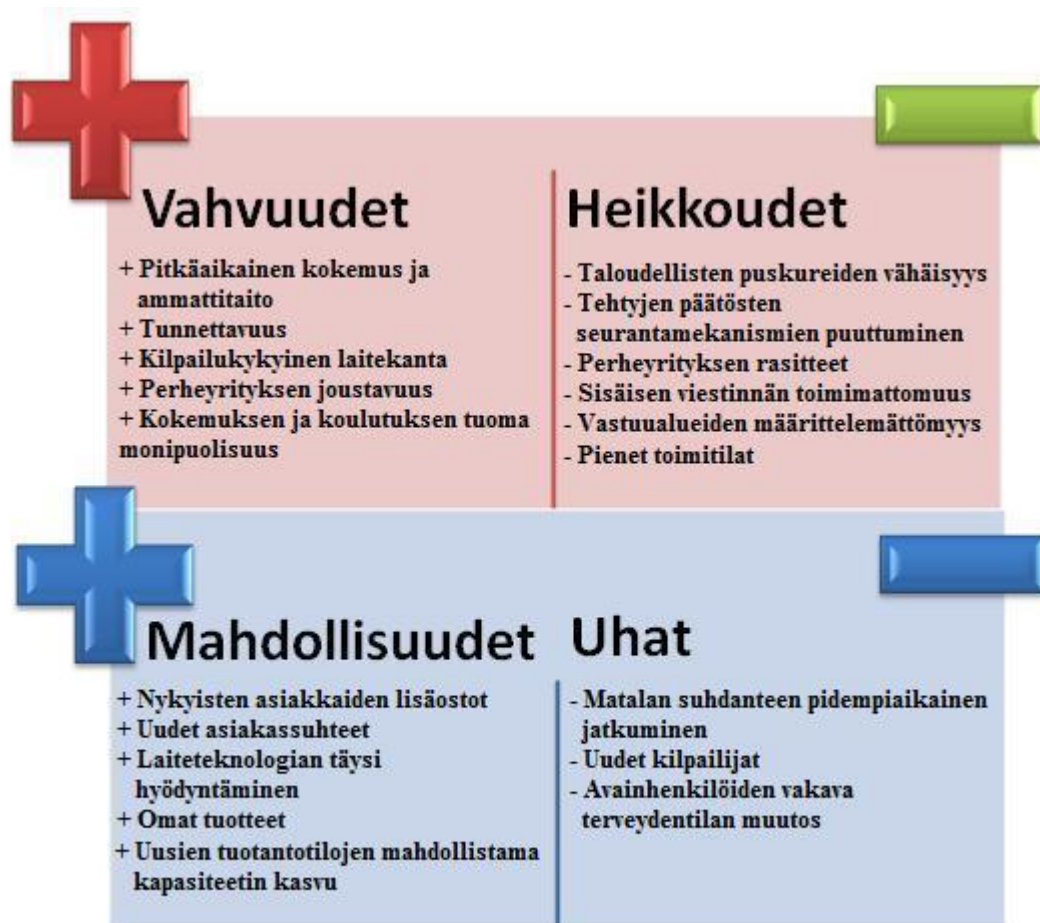 Vahvuudet
+ Pitkäaikainen kokemus ja
ammattitaito
+ Tunnettavuus
+ Kilpailukykyinen laitekanta
+ Perheyrityksen joustavuus
+ Kokemuksen ja koulutuksen tuoma
monipuolisuus
Heikkoudet
- Taloudellisten puskureiden vähäisyys
- Tehtyjen päätösten
seurantamekanismien puuttuminen
- Perheyrityksen rasitteet
- Sisäisen viestinnän toimimattomuus
- Vastuualueiden määrittelemättömyys
- Pienet toimitilat
Mahdollisuudet
+ Nykyisten asiakkaiden lisäostot
+ Uudet asiakassuhteet
+ Laiteteknologian täysi
hyödyntäminen
+ Omat tuotteet
+ Uusien tuotantotilojen mahdollistama
kapasiteetin kasvu
Uhat
- Matalan suhdanteen pidempiaikainen
jatkuminen
- Uudet kilpailijat
- Avainhenkilöiden vakava
terveydentilan muutos